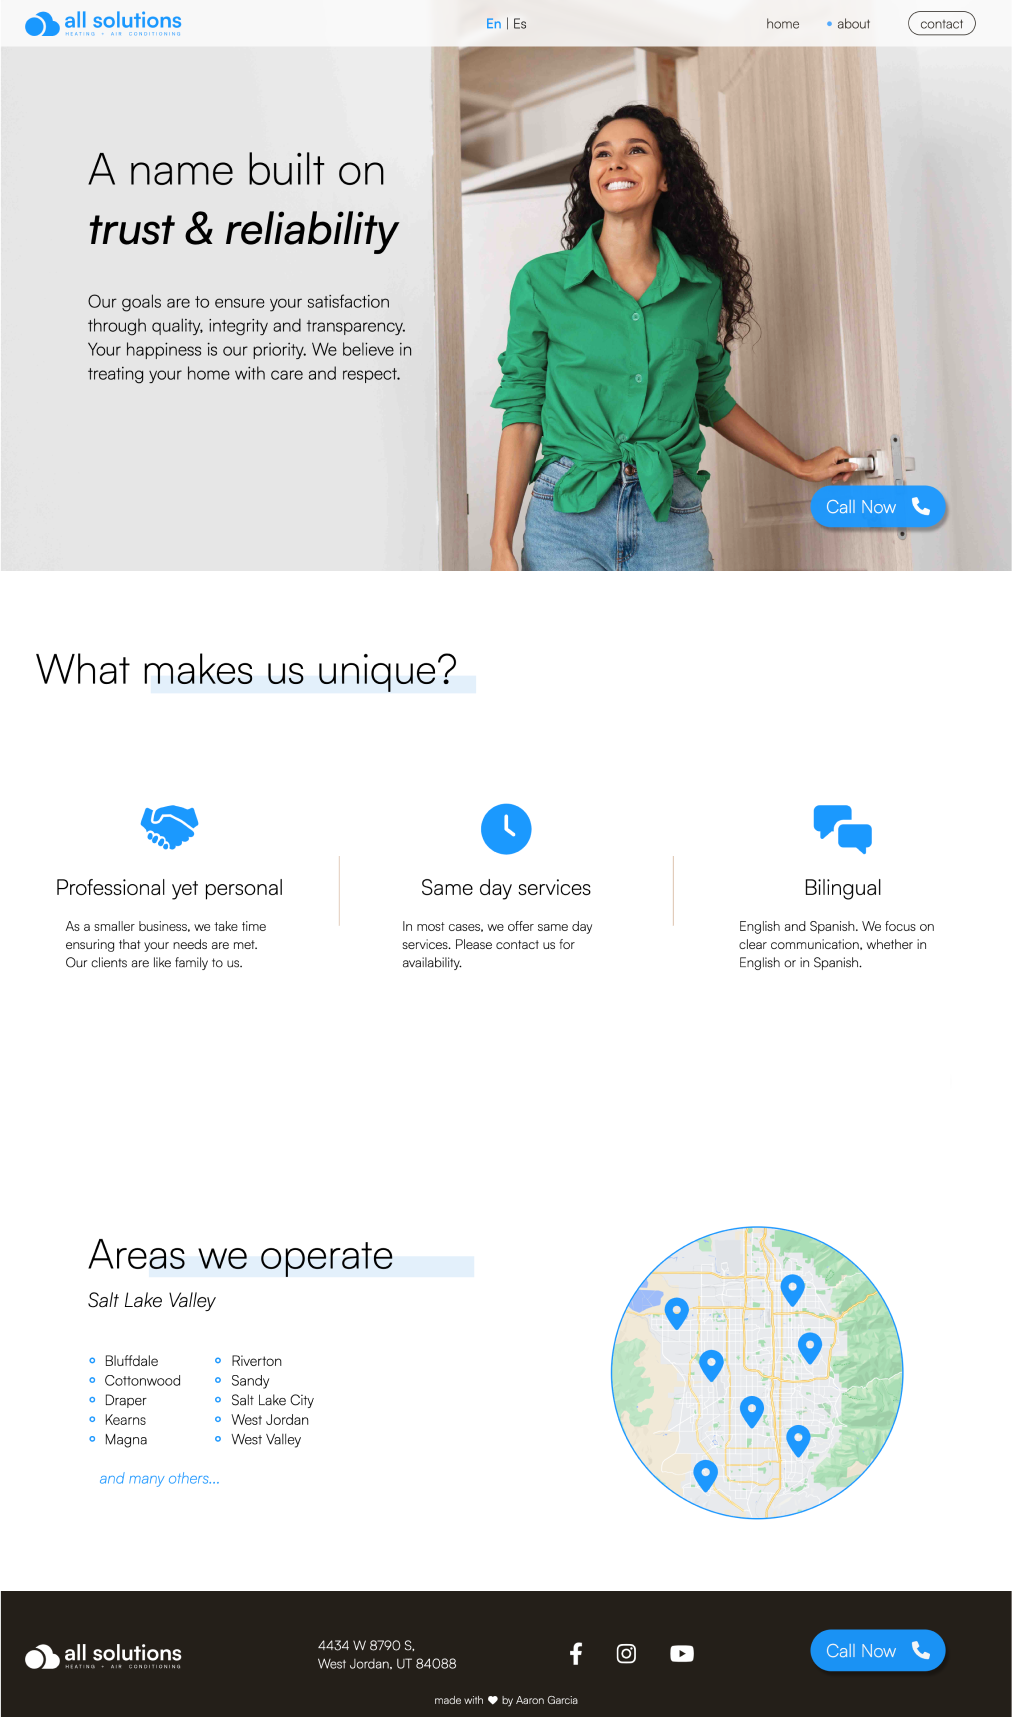 all solutions
HEATING + AIR CONDITIONING
En | Es
home
about
contact
A name built on
trust & reliability
Our goals are to ensure your satisfaction
through quality, integrity and transparency.
Your happiness is our priority. We believe in
treating your home with care and respect.
Call Now
What makes us unique?
Professional yet personal
As a smaller business, we take time
ensuring that your needs are met.
Our clients are like family to us.
Same day services
In most cases, we offer same day
services. Please contact us for
availability.
Bilingual
English and Spanish. We focus on
clear communication, whether in
English or in Spanish.
Areas we operate
Salt Lake Valley
Bluffdale
Cottonwood
Draper
Kearns
Magna
Riverton
Sandy
Salt Lake City
West Jordan
West Valley
and many others...
all solutions
HEATING + AIR CONDITIONING
4434 W 8790 S,
West Jordan, UT 84088
Call Now
made with ♥ by Aaron Garcia